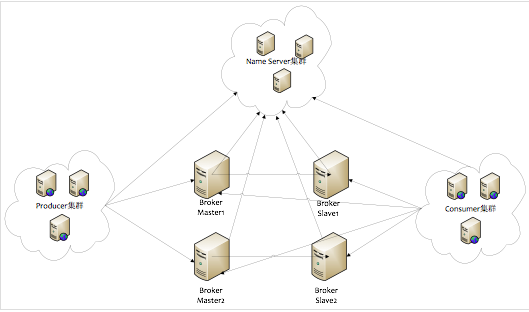 Name Server集群
Producer集群
Broker
Master1
Broker
Slave1
Consumer集群
Broker
Master2
Broker
Slave2